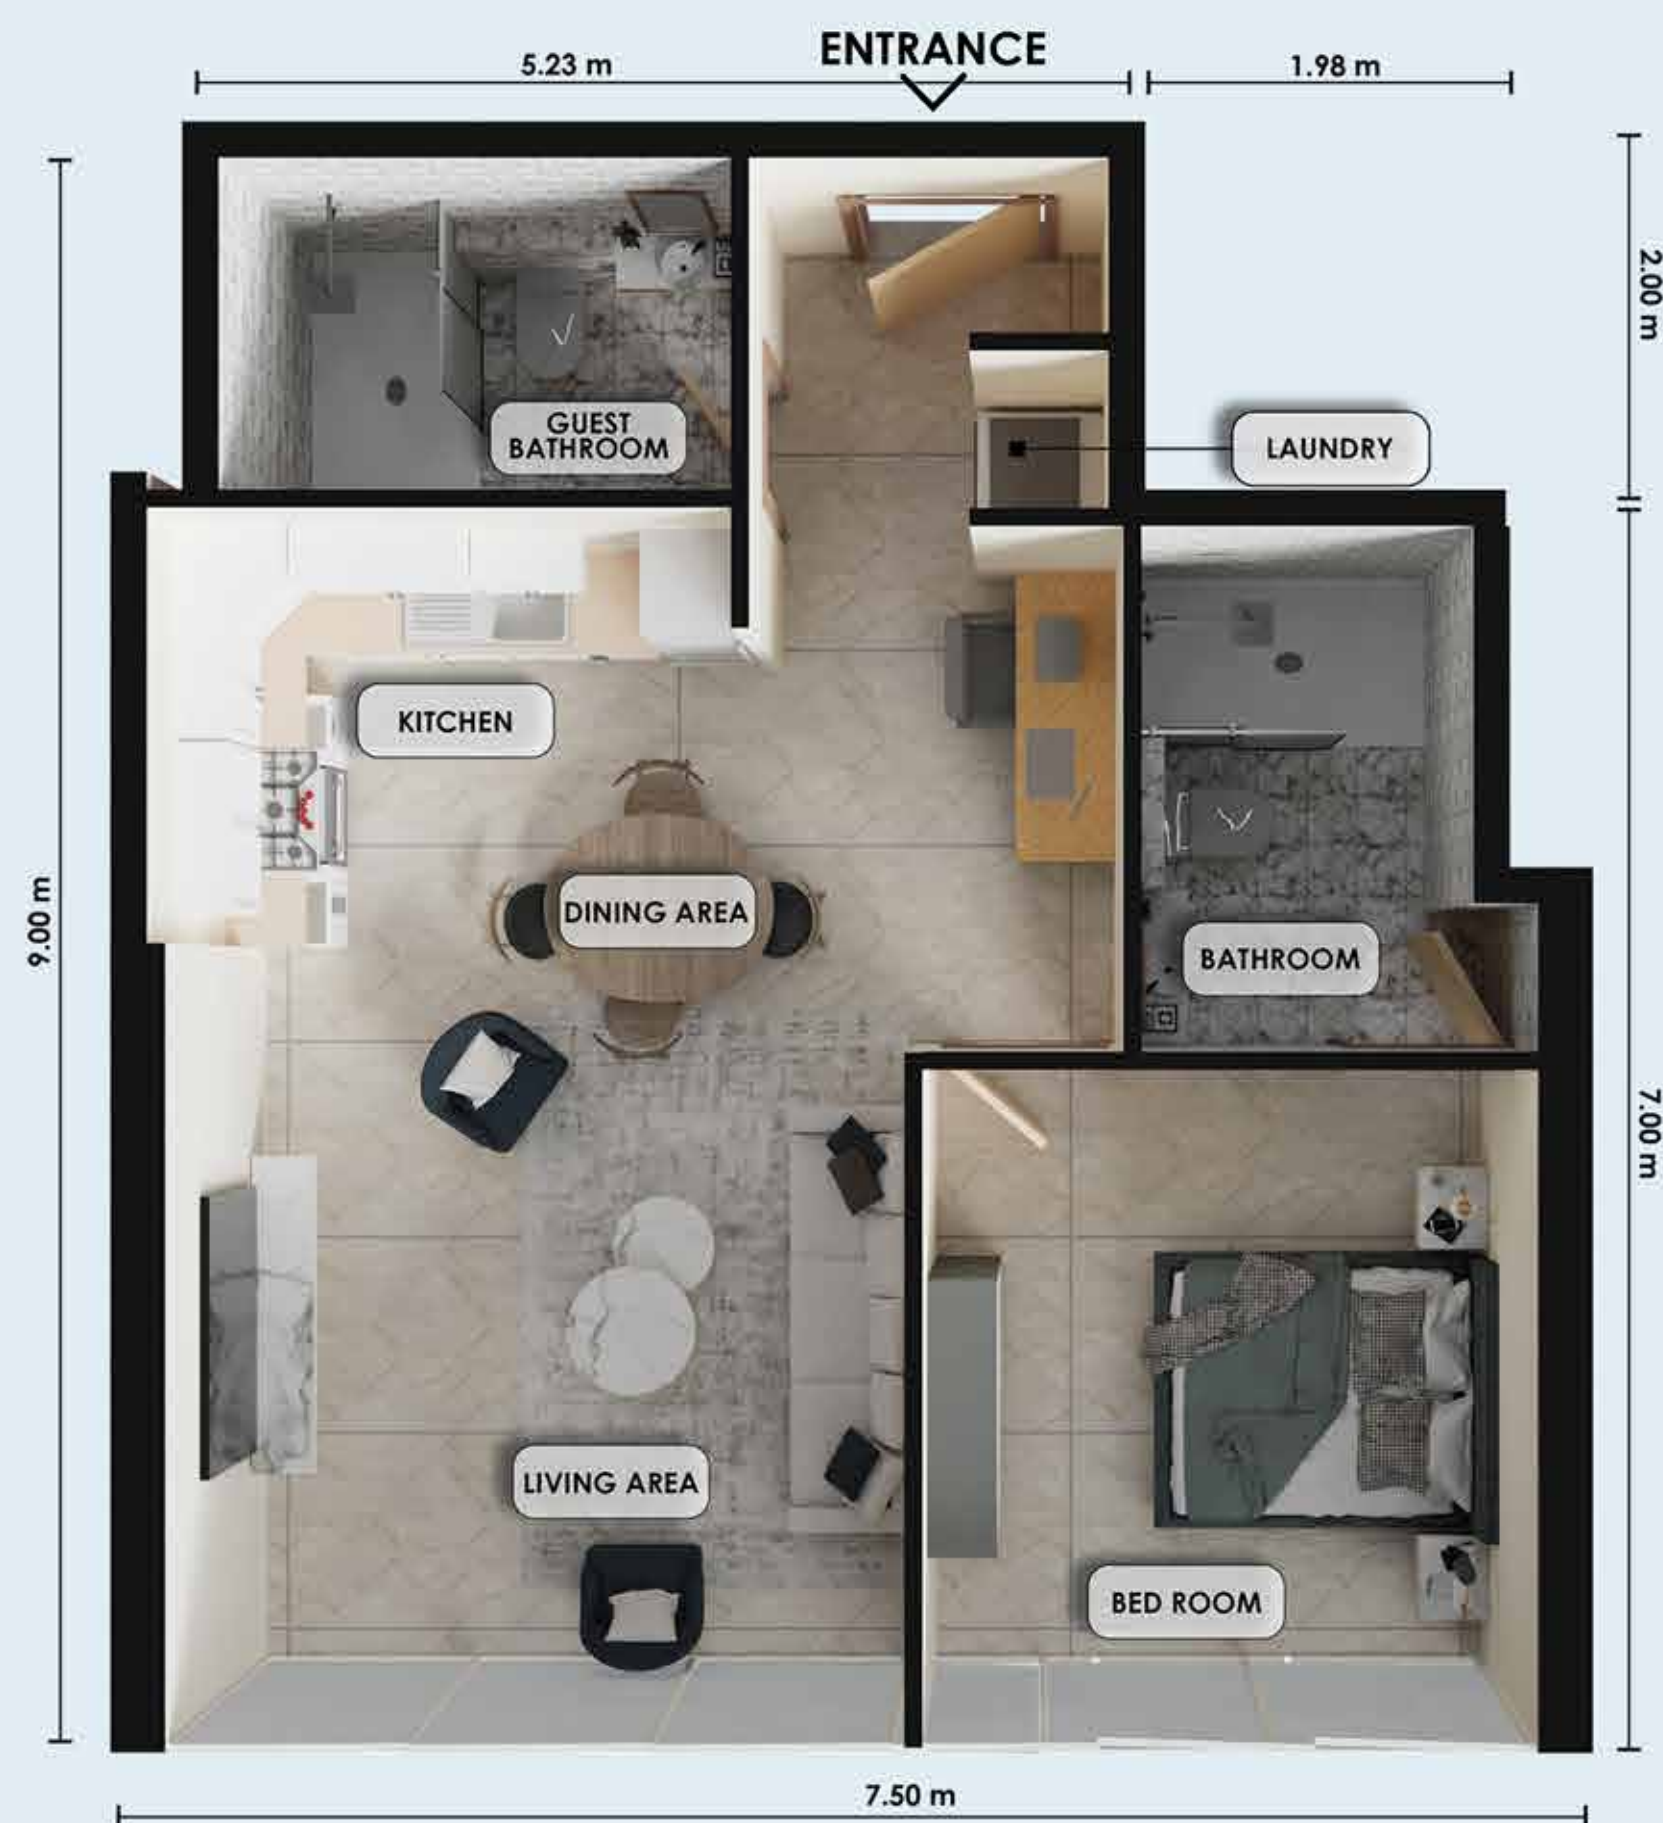 ENTRANCE
5.23 m
1.98 m
2.00 m
GUEST
BATHROOM
LAUNDRY
KITCHEN
DINING AREA
9.00 m
BATHROOM
7.00 m
LIVING AREA
BED ROOM
7.50 m